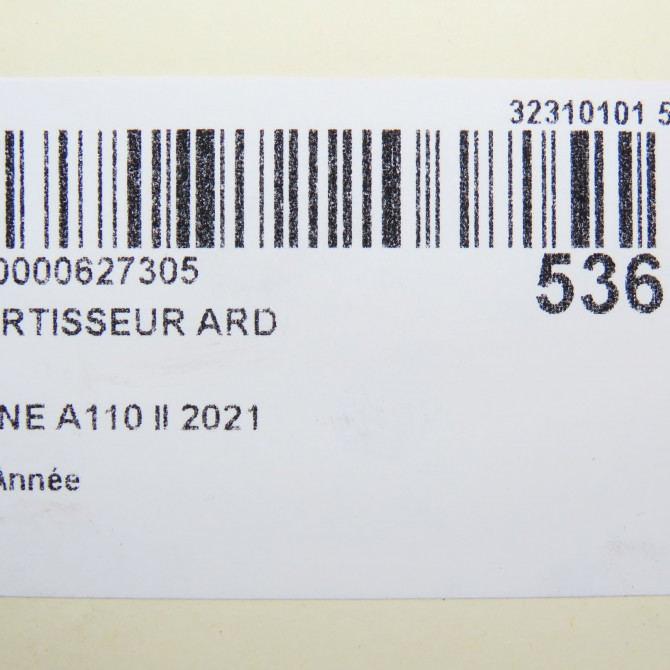 32310101 5
0000627305
536
RTISSEUR ARD
NE A110 II 2021
Année